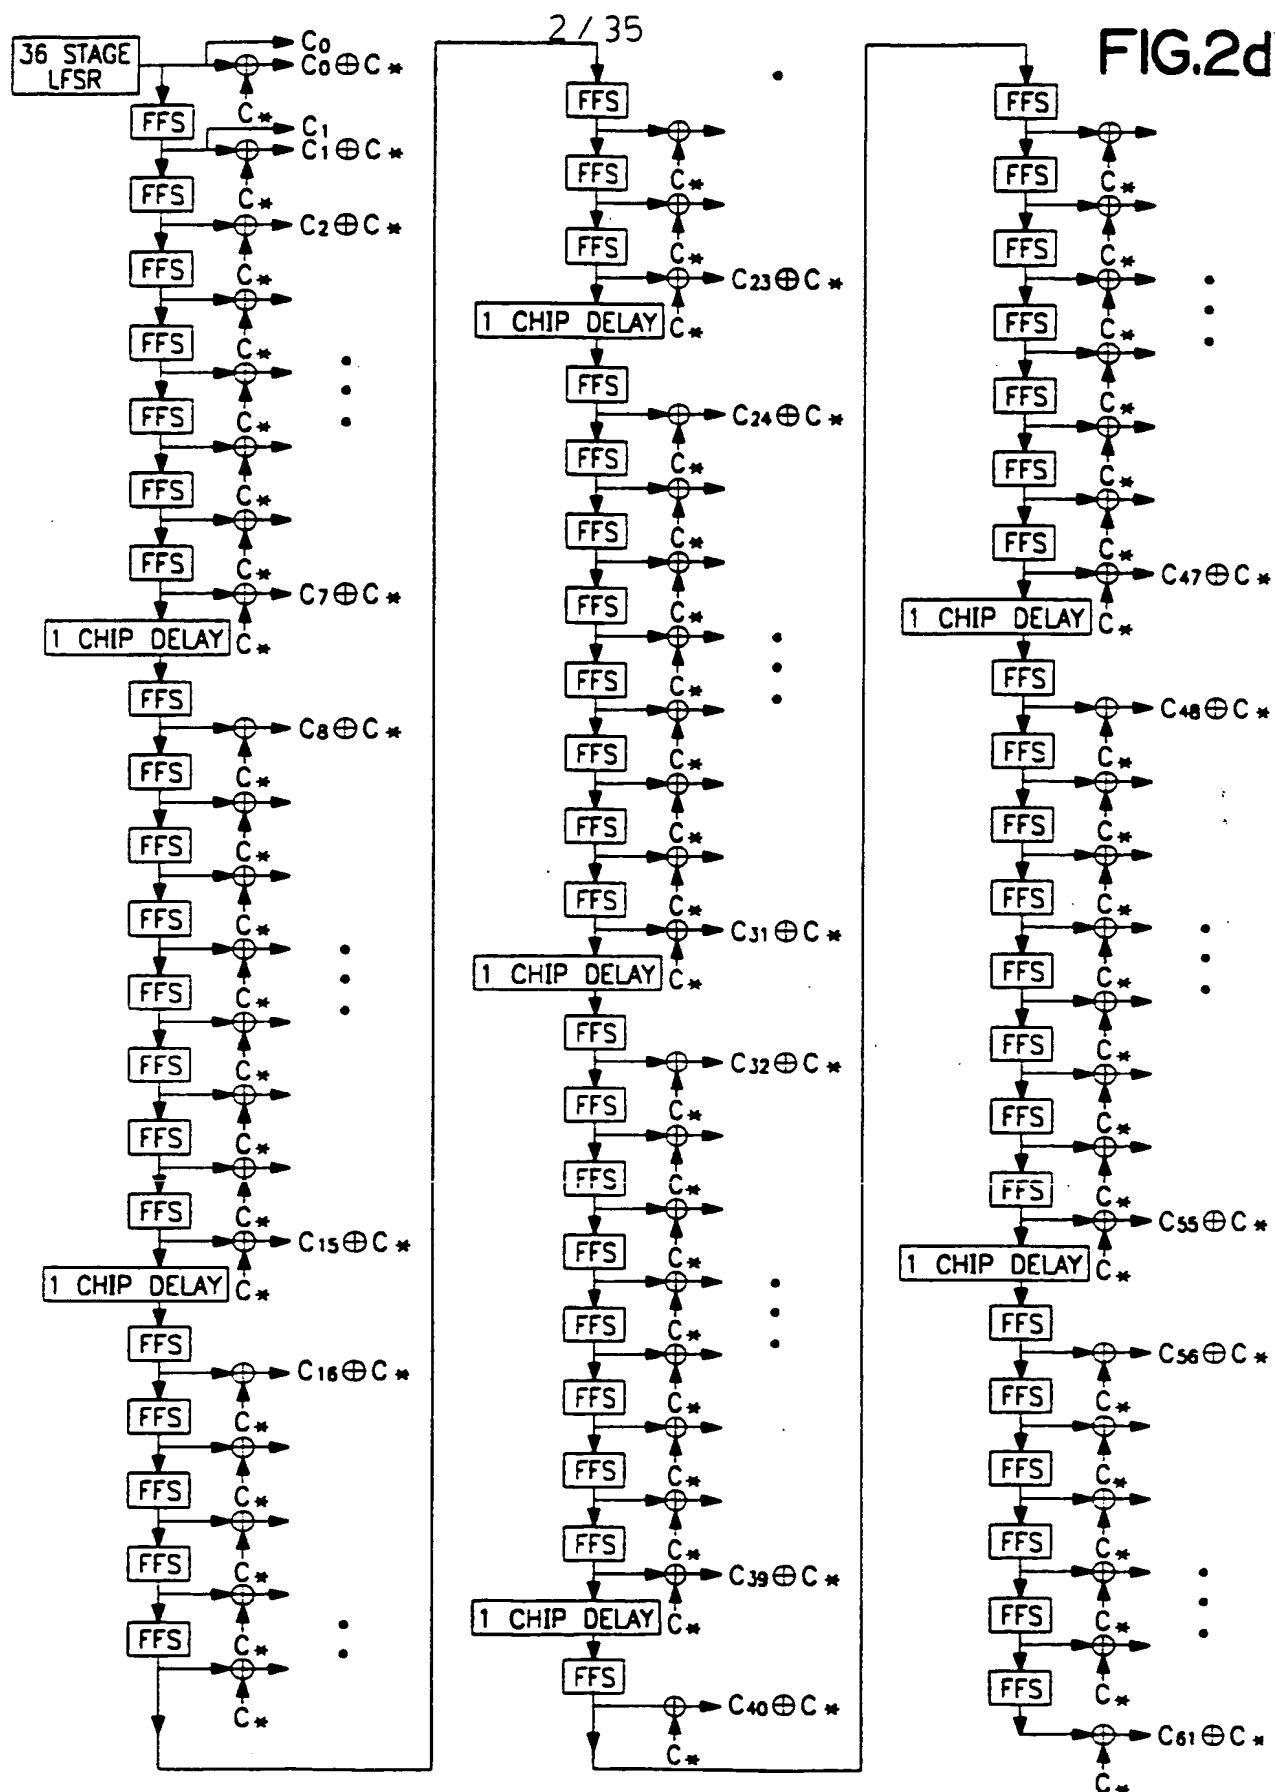 2/35
FIG.2d
36 STAGE
LFSR
C₀
C₀ ⊕ C *
C *
FFS
C₁
C₁ ⊕ C *
FFS
C *
C₂ ⊕ C *
FFS
C *
FFS
C *
FFS
C *
FFS
C *
FFS
C *
C₇ ⊕ C *
1 CHIP DELAY
C *
FFS
C₈ ⊕ C *
FFS
C *
FFS
C *
FFS
C *
FFS
C *
FFS
C *
FFS
C *
FFS
C *
C₁₅ ⊕ C *
1 CHIP DELAY
C *
FFS
C₁₆ ⊕ C *
FFS
C *
FFS
C *
FFS
C *
FFS
C *
C *
FFS
FFS
C *
FFS
C *
C₂₃ ⊕ C *
1 CHIP DELAY
C *
FFS
C₂₄ ⊕ C *
FFS
C *
FFS
C *
FFS
C *
FFS
C *
FFS
C *
FFS
C *
FFS
C *
C₃₁ ⊕ C *
1 CHIP DELAY
C *
FFS
C₃₂ ⊕ C *
FFS
C *
FFS
C *
FFS
C *
FFS
C *
FFS
C *
FFS
C *
FFS
C *
C₃₉ ⊕ C *
1 CHIP DELAY
C *
FFS
C₄₀ ⊕ C *
C *
FFS
FFS
C *
FFS
C *
FFS
C *
FFS
C *
FFS
C *
FFS
C *
C₄₇ ⊕ C *
1 CHIP DELAY
C *
FFS
C₄₈ ⊕ C *
FFS
C *
FFS
C *
FFS
C *
FFS
C *
FFS
C *
FFS
C *
FFS
C *
C₅₅ ⊕ C *
1 CHIP DELAY
C *
FFS
C₅₆ ⊕ C *
FFS
C *
FFS
C *
FFS
C *
FFS
C *
FFS
C *
C₆₁ ⊕ C *
C *